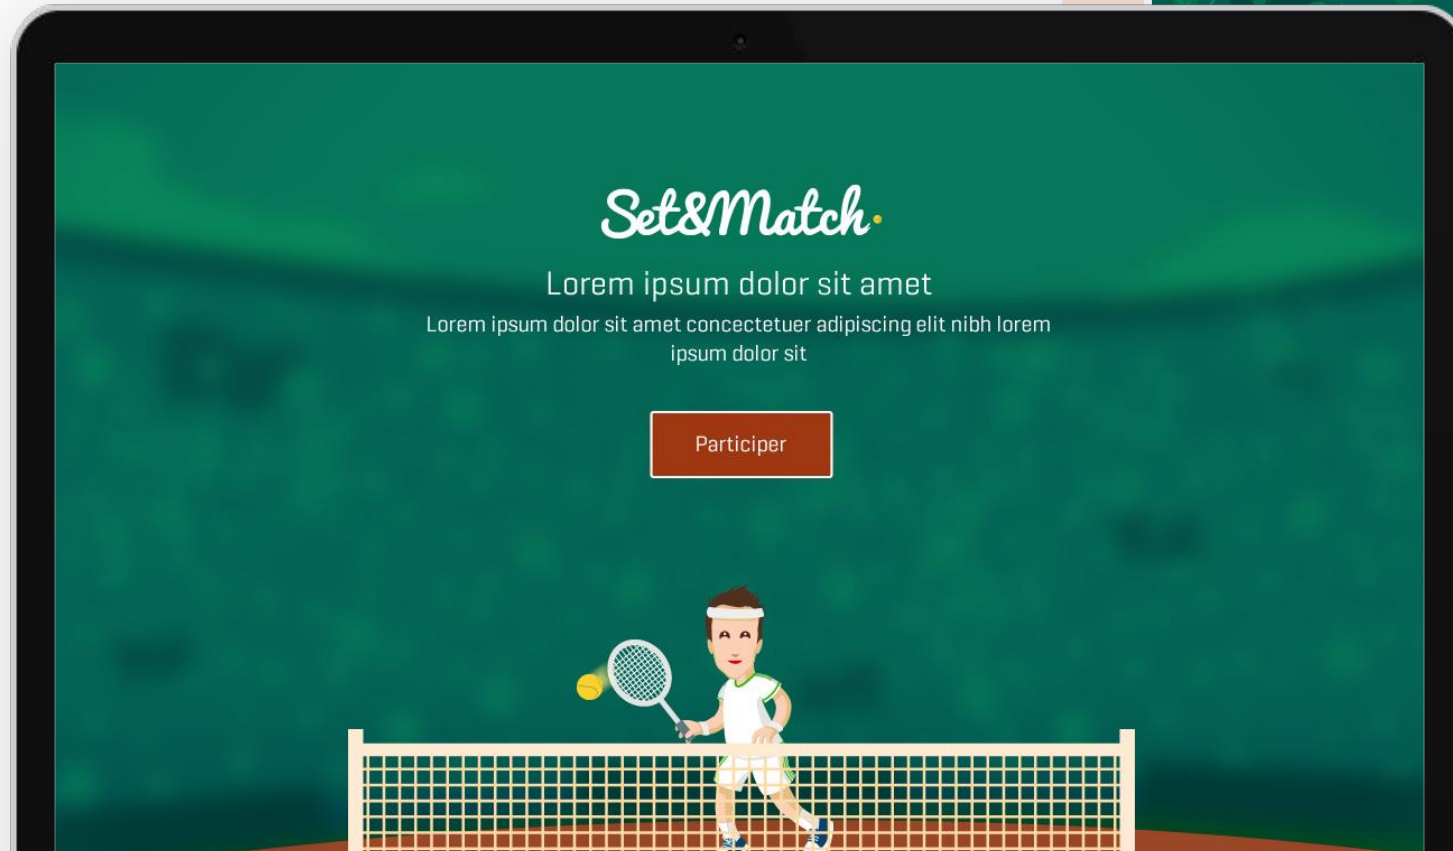 Set&Match
Lorem ipsum dolor sit amet
Lorem ipsum dolor sit amet concectetuer adipiscing elit nibh lorem
ipsum dolor sit
Participer